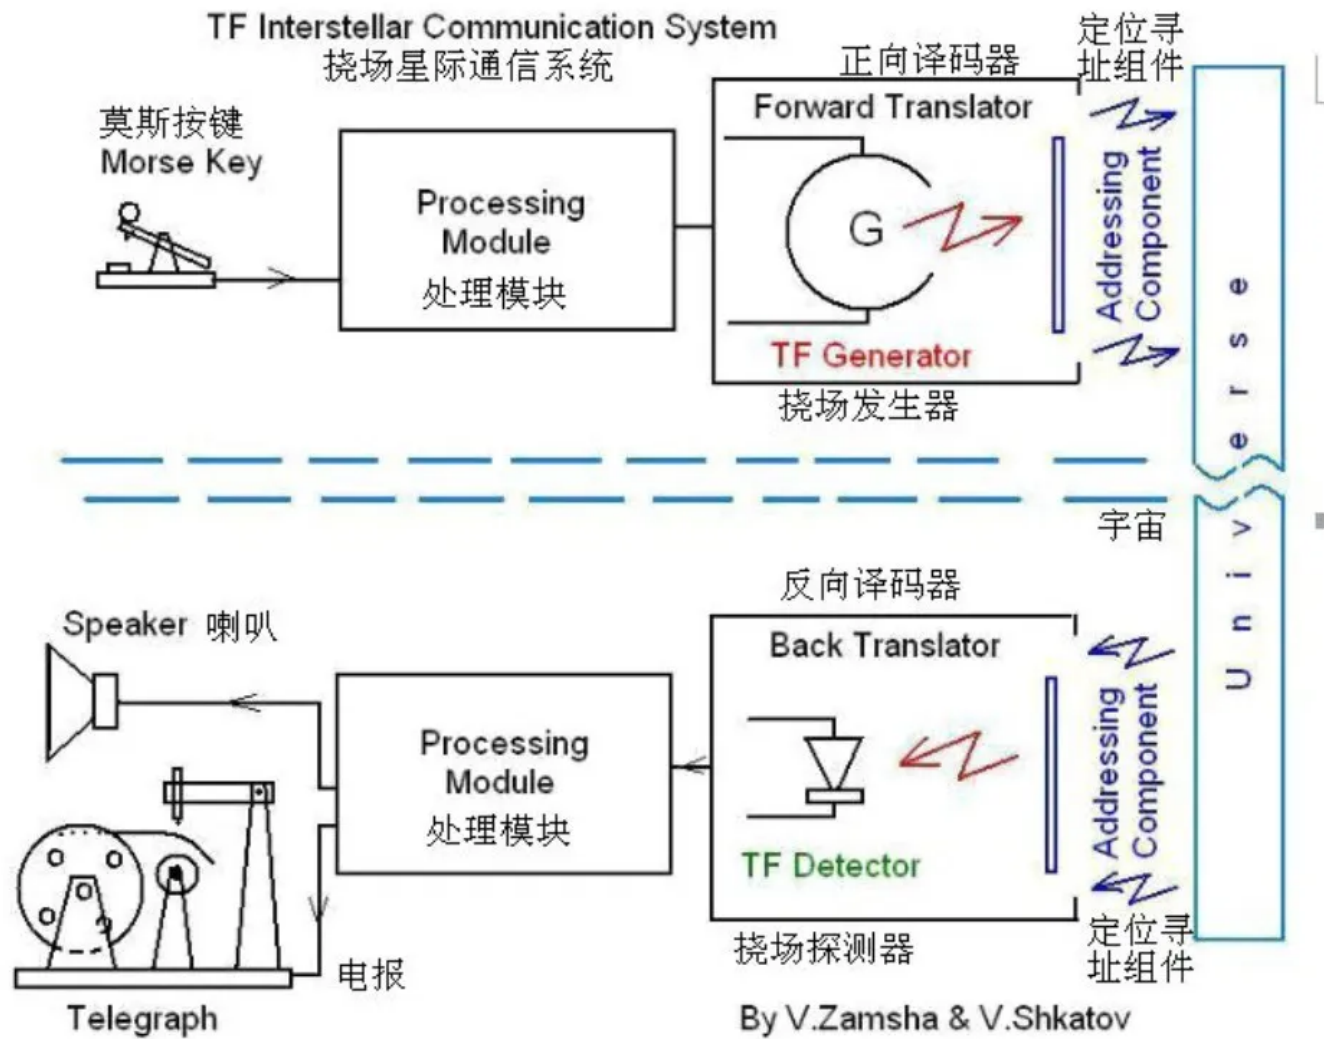 TF Interstellar Communication System
挠场星际通信系统
正向译码器
定位寻
址组件
莫斯按键
Morse Key
Processing
Module
处理模块
Forward Translator
G
TF Generator
挠场发生器
Addressing
Component
Universe
宇宙
反向译码器
Speaker 喇叭
Back Translator
Processing
Module
处理模块
TF Detector
挠场探测器
Addressing
Component
定位寻
址组件
电报
Telegraph
By V.Zamsha & V.Shkatov